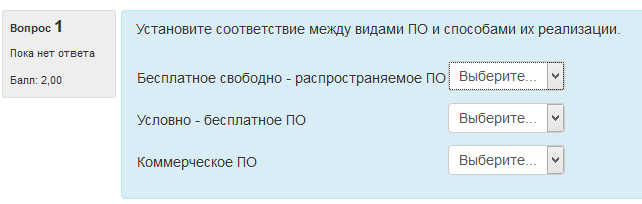 Вопрос 1
Пока нет ответа
Балл: 2,00
Установите соответствие между видами ПО и способами их реализации.
Бесплатное свободно - распространяемое ПО Выберите...
Условно - бесплатное ПО Выберите...
Коммерческое ПО Выберите...